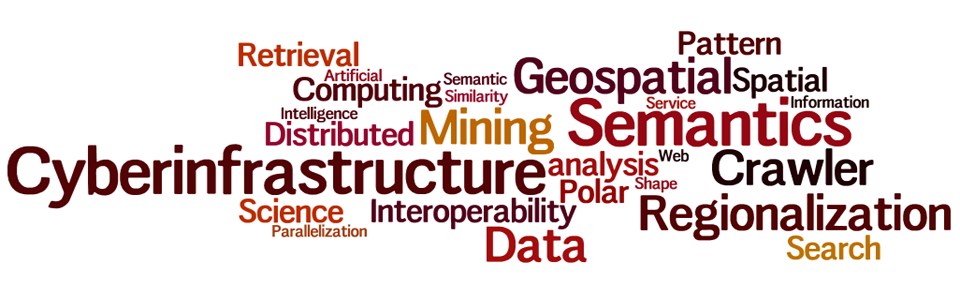 Pattern
Retrieval
Artificial
Semantic
Geospatial
Spatial
Computing
Similarity
Service
Information
Intelligence
Distributed
Mining
Semantics
Cyberinfrastructure
analysis
Web
Crawler
Polar
Shape
Science
Interoperability
Regionalization
Parallelization
Data
Search